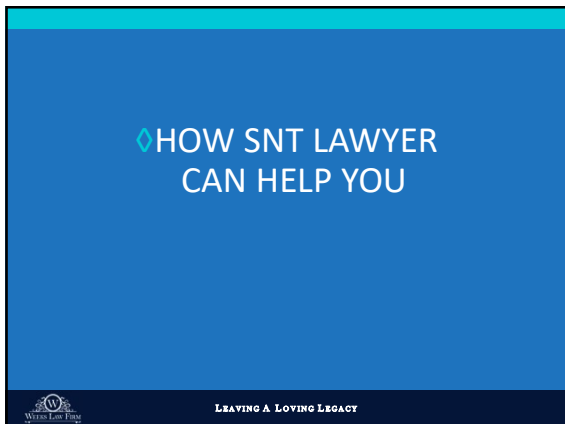 ◊HOW SNT LAWYER
CAN HELP YOU
W
WEEKS LAW FIRM
LEAVING A LOVING LEGACY